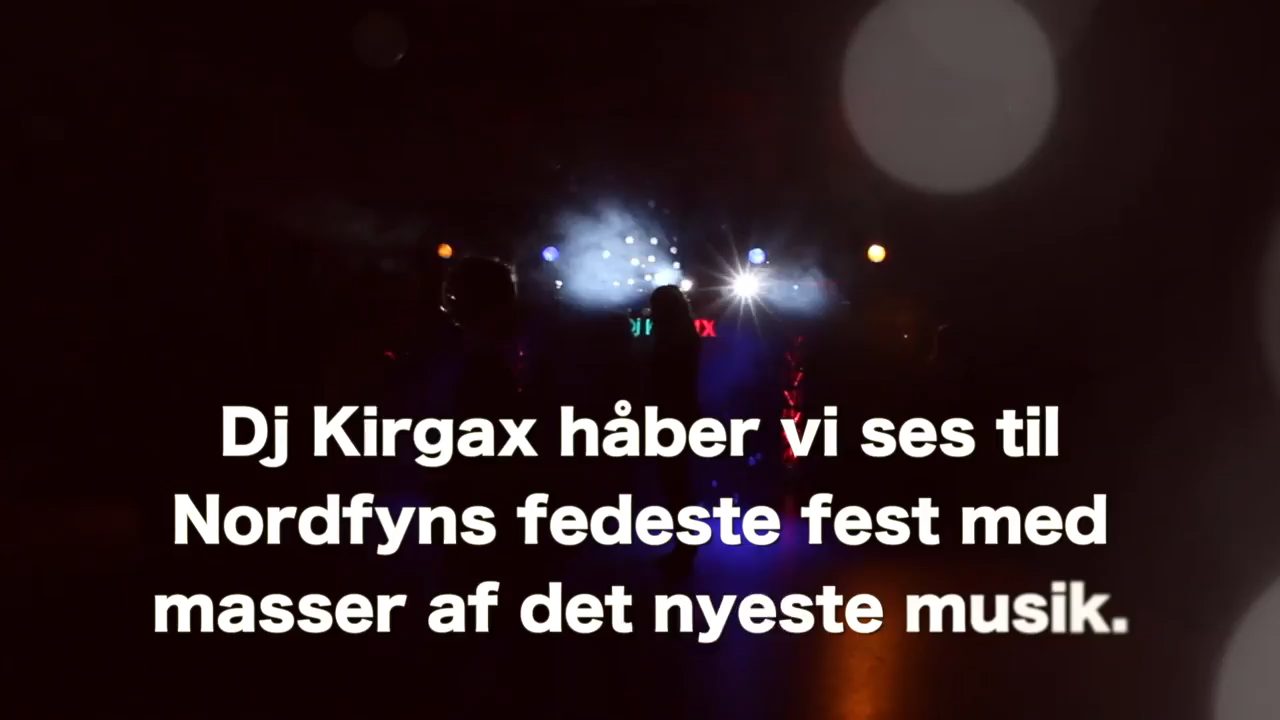 Dj Kirgax håber vi ses til
Nordfyns fedeste fest med
masser af det nyeste musik.